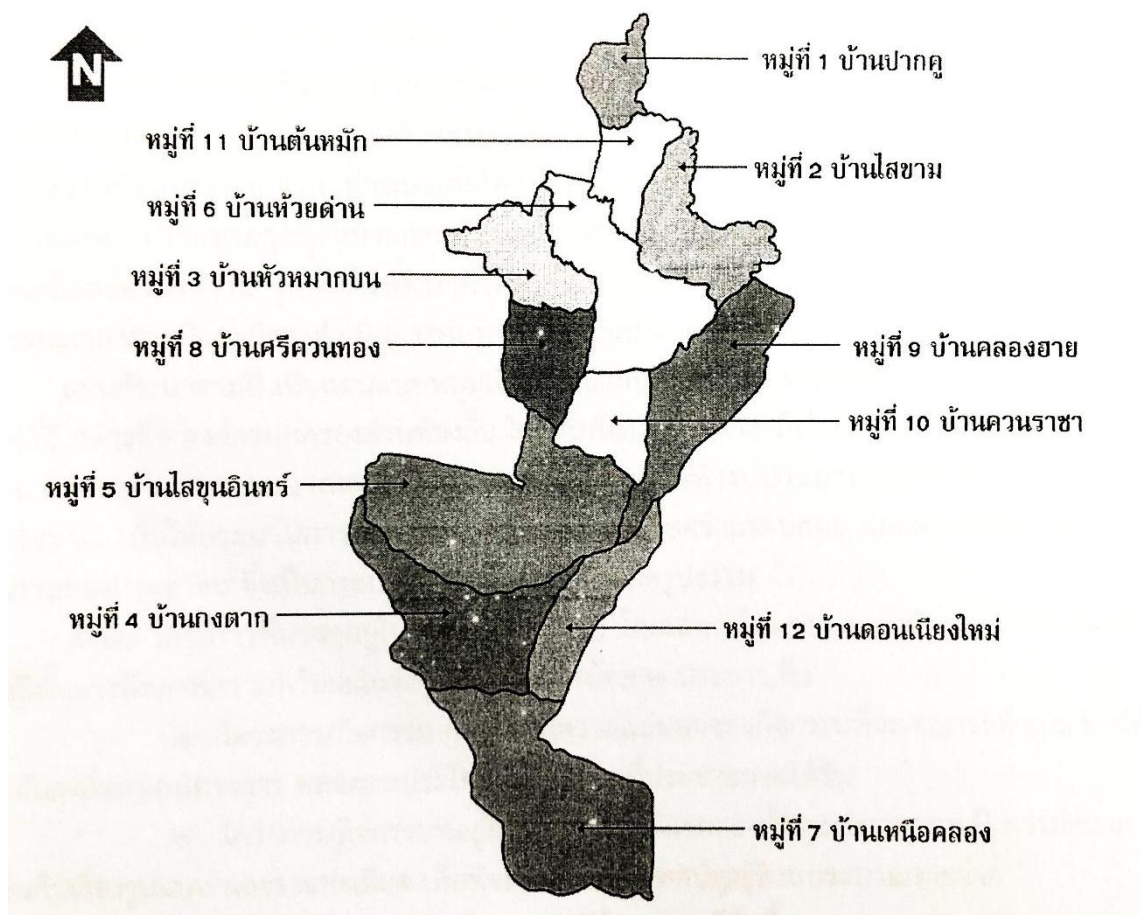 N
หมู่ที่ 1 บ้านปากคู
หมู่ที่ 11 บ้านต้นหมัก
หมู่ที่ 2 บ้านไสขาม
หมู่ที่ 6 บ้านห้วยด่าน
หมู่ที่ 3 บ้านหัวหมากบน
หมู่ที่ 8 บ้านศรีควนทอง
หมู่ที่ 9 บ้านคลองฮาย
หมู่ที่ 10 บ้านควนราชา
หมู่ที่ 5 บ้านไสขุนอินทร์
หมู่ที่ 4 บ้านกงตาก
หมู่ที่ 12 บ้านดอนเนียงใหม่
หมู่ที่ 7 บ้านเหนือคลอง